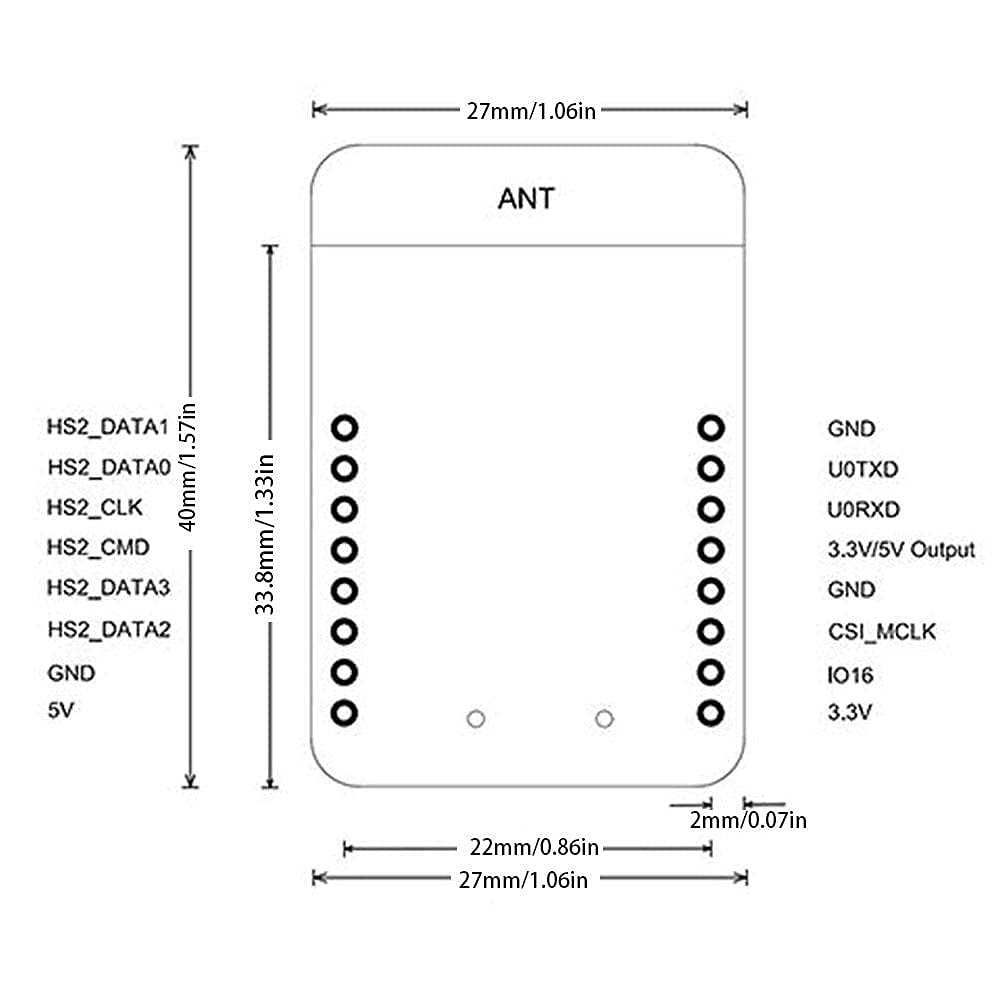 27mm/1.06in
ANT
40mm/1.57in
33.8mm/1.33in
HS2_DATA1
HS2_DATA0
HS2_CLK
HS2_CMD
HS2_DATA3
HS2_DATA2
GND
5V
GND
U0TXD
U0RXD
3.3V/5V Output
GND
CSI_MCLK
IO16
3.3V
2mm/0.07in
22mm/0.86in
27mm/1.06in